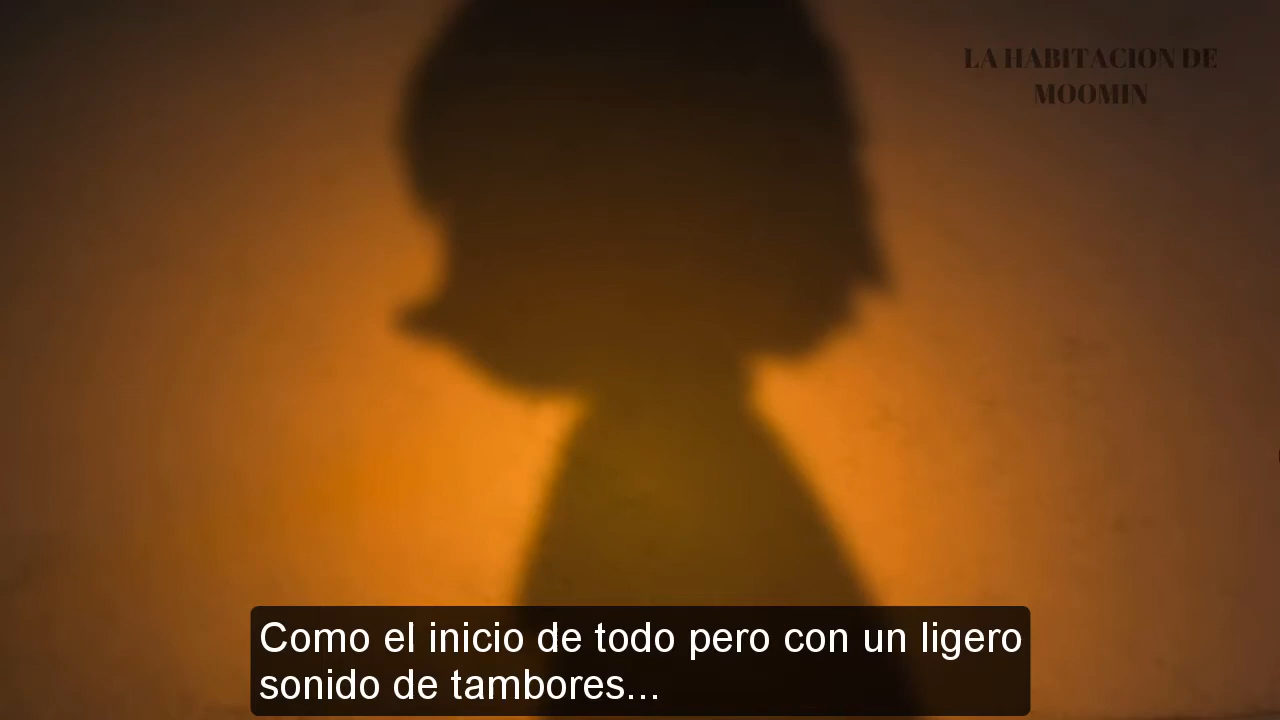 LA HABITACION DE
MOOMIN
Como el inicio de todo pero con un ligero
sonido de tambores...